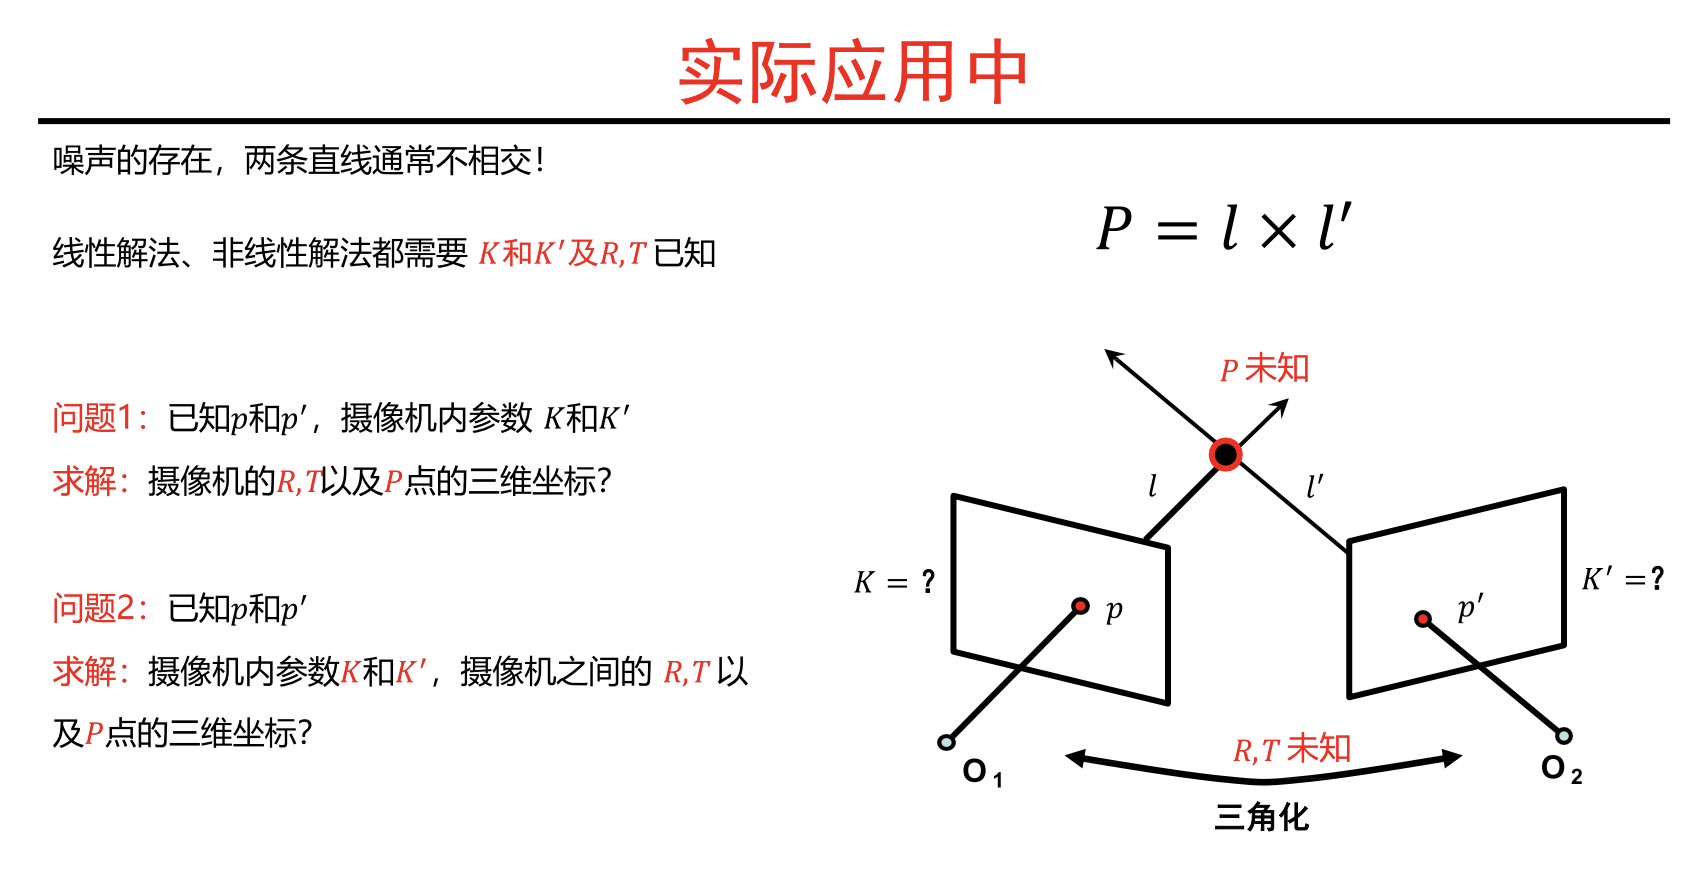 实际应用中
噪声的存在，两条直线通常不相交！
线性解法、非线性解法都需要 K和K′及R,T 已知
问题1：已知p和p′，摄像机内参数 K和K′
求解：摄像机的R,T以及P点的三维坐标？
问题2：已知p和p′
求解：摄像机内参数K和K′，摄像机之间的 R,T 以
及P点的三维坐标？
P = l × l′
P 未知
l
l′
K = ?
p
p′
K′ =?
O1
R,T 未知
O2
三角化